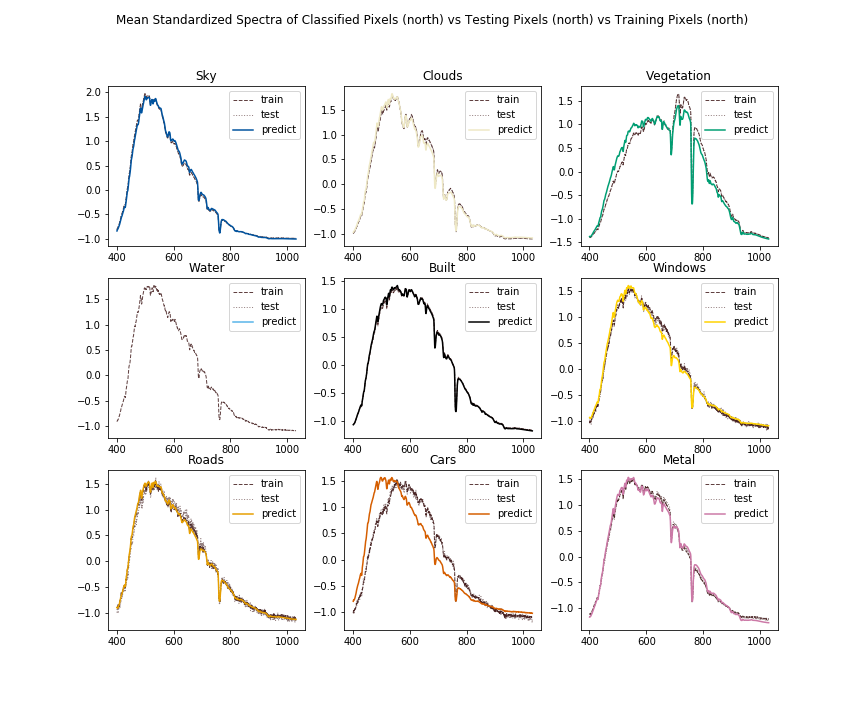 Mean Standardized Spectra of Classified Pixels (north) vs Testing Pixels (north) vs Training Pixels (north)
Sky
2.0
1.5
1.0
0.5
0.0
−0.5
−1.0
400 600 800 1000
train
test
predict
Clouds
1.5
1.0
0.5
0.0
−0.5
−1.0
400 600 800 1000
train
test
predict
Vegetation
1.5
1.0
0.5
0.0
−0.5
−1.0
−1.5
400 600 800 1000
train
test
predict
Water
1.5
1.0
0.5
0.0
−0.5
−1.0
400 600 800 1000
train
test
predict
Built
1.5
1.0
0.5
0.0
−0.5
−1.0
400 600 800 1000
train
test
predict
Windows
1.5
1.0
0.5
0.0
−0.5
−1.0
400 600 800 1000
train
test
predict
Roads
1.5
1.0
0.5
0.0
−0.5
−1.0
400 600 800 1000
train
test
predict
Cars
1.5
1.0
0.5
0.0
−0.5
−1.0
400 600 800 1000
train
test
predict
Metal
1.5
1.0
0.5
0.0
−0.5
−1.0
400 600 800 1000
train
test
predict